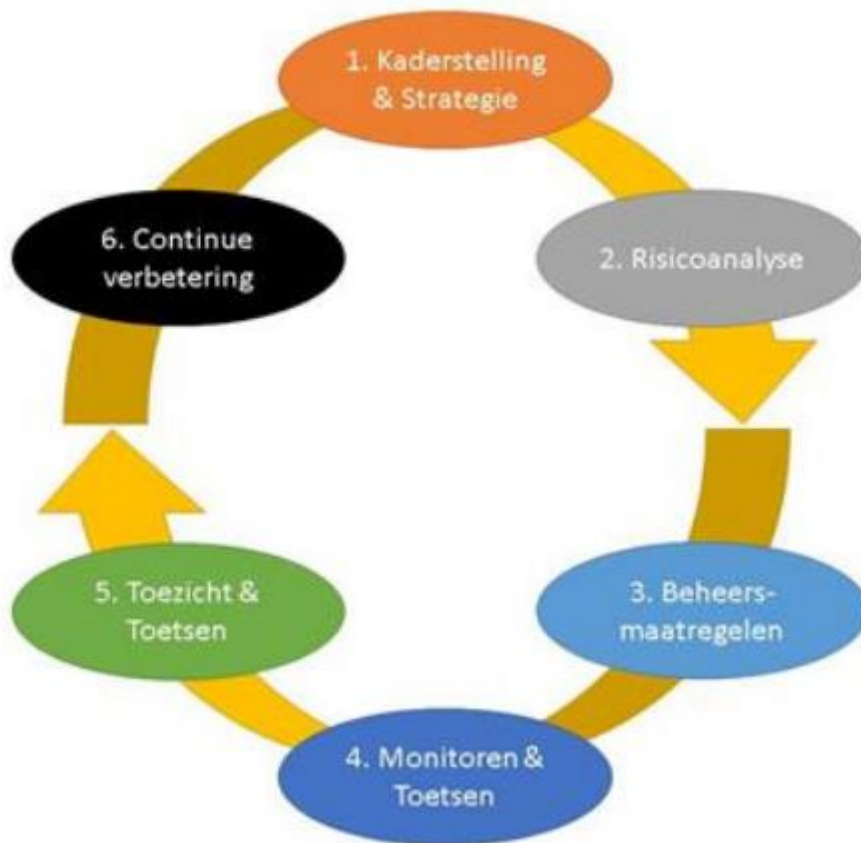 1. Kaderstelling
& Strategie
2. Risicoanalyse
3. Beheers-
maatregelen
4. Monitoren &
Toetsen
5. Toezicht &
Toetsen
6. Continue
verbetering